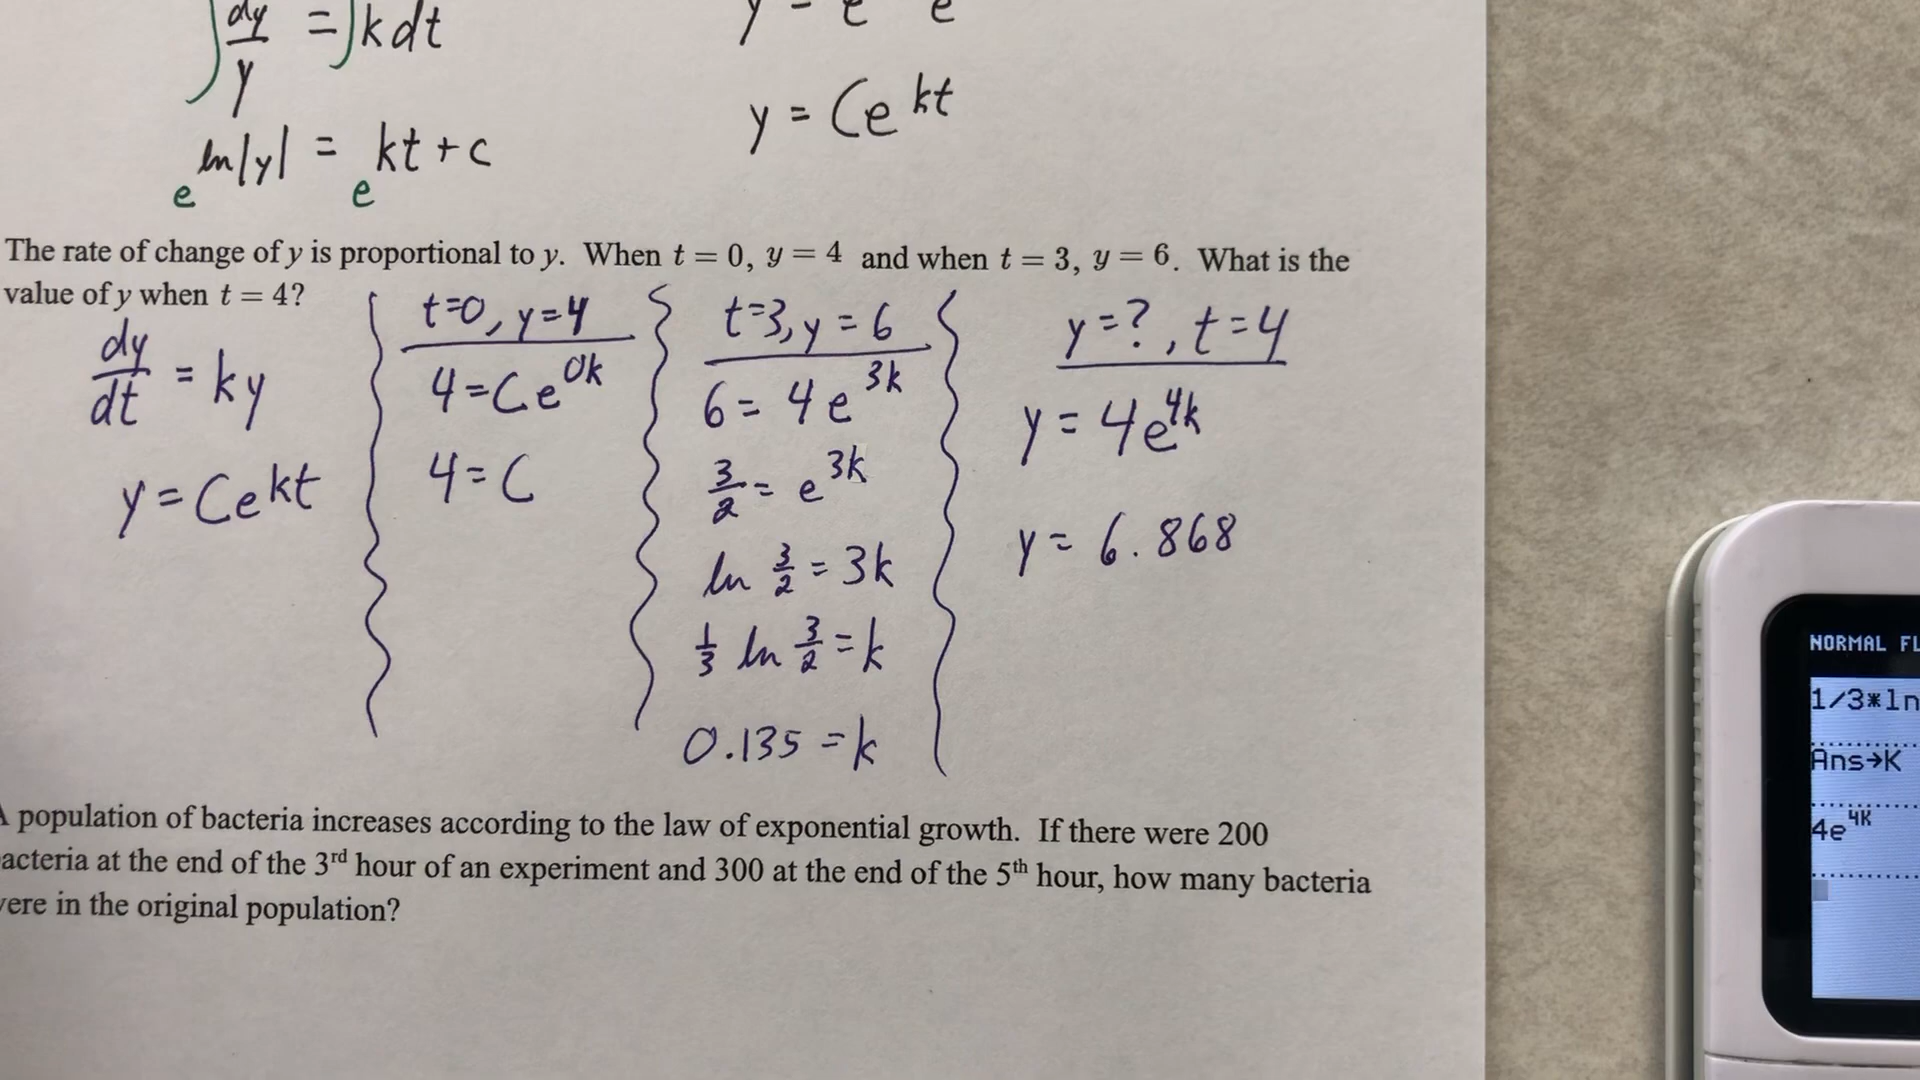 ∫ dy/y = ∫ k dt
e^{ln|y|} = e^{kt + c}
y = e e
y = Ce^{kt}
The rate of change of y is proportional to y. When t = 0, y = 4 and when t = 3, y = 6. What is the
value of y when t = 4?
dy/dt = ky
y = Ce^{kt}
t=0, y=4
4=Ce^{0k}
4=C
t=3, y=6
6=4e^{3k}
3/2=e^{3k}
ln 3/2 = 3k
1/3 ln 3/2 = k
0.135 = k
y=?, t=4
y = 4e^{4k}
y = 6.868
A population of bacteria increases according to the law of exponential growth. If there were 200
acteria at the end of the 3rd hour of an experiment and 300 at the end of the 5th hour, how many bacteria
ere in the original population?
NORMAL FL
1/3*ln
Ans→K
4e^{4K}